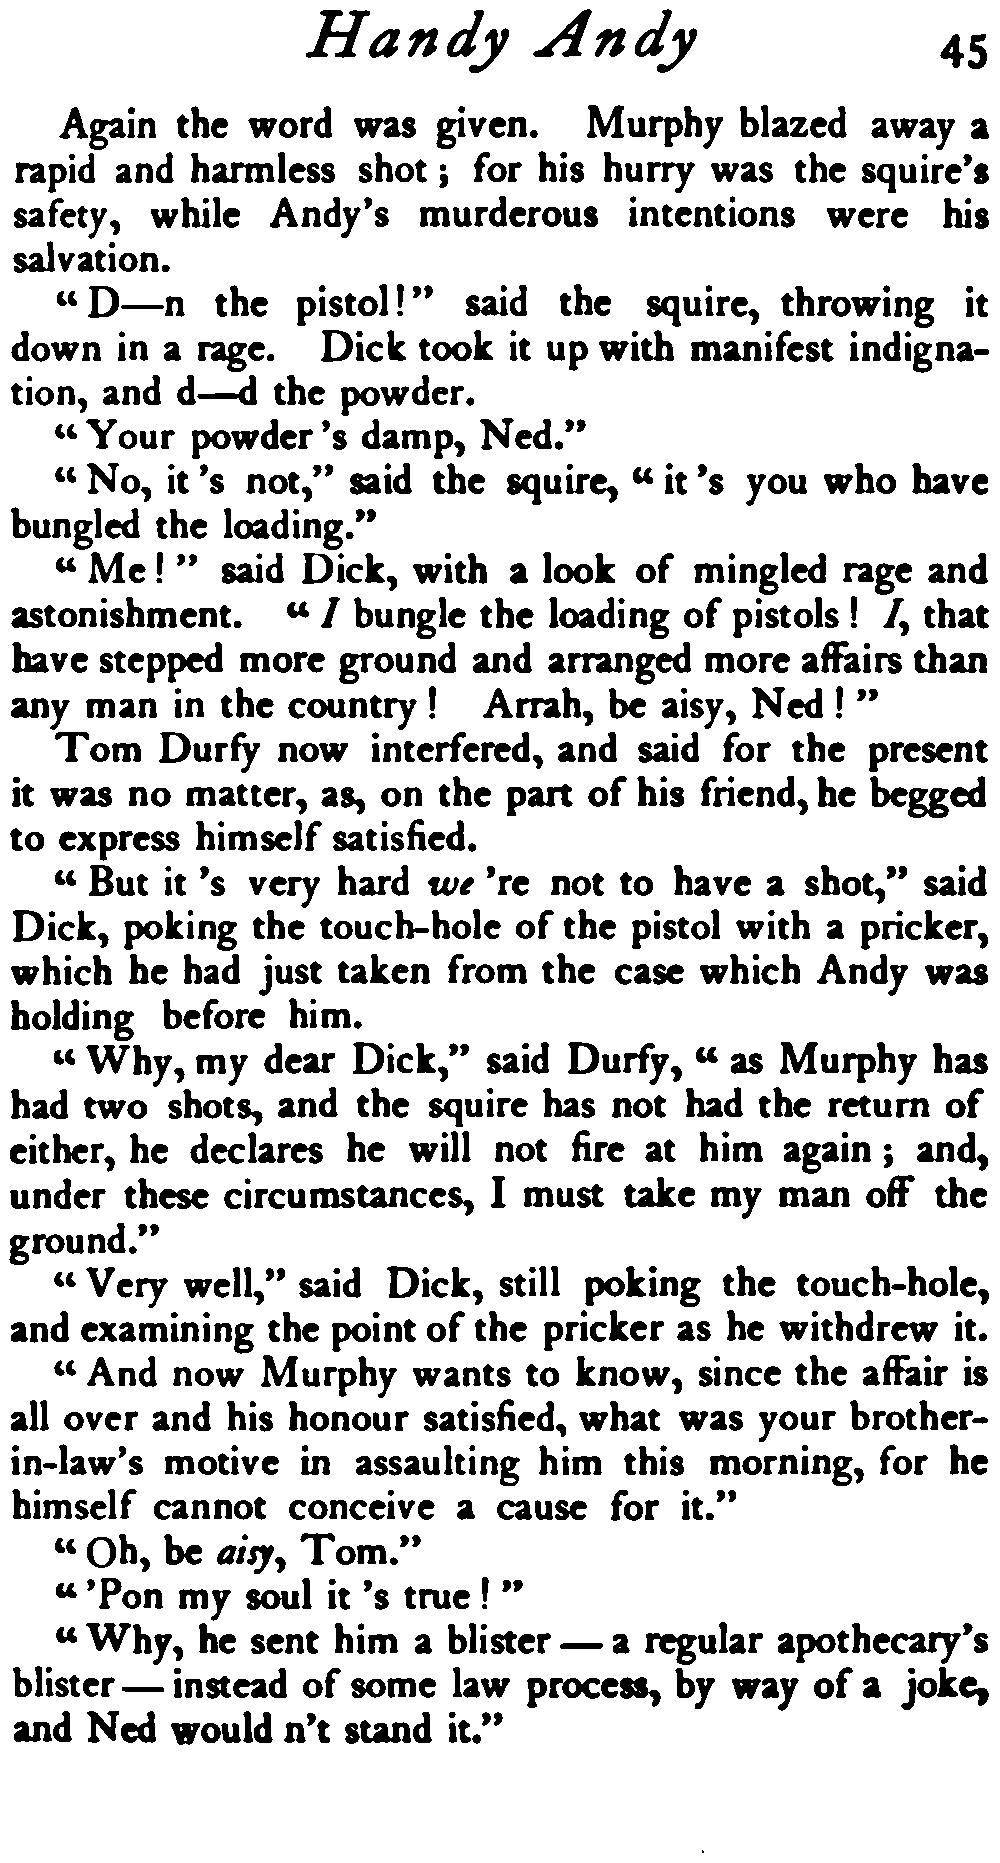 Handy Andy 45
Again the word was given. Murphy blazed away a
rapid and harmless shot ; for his hurry was the squire's
safety, while Andy's murderous intentions were his
salvation.
“ D—n the pistol!” said the squire, throwing it
down in a rage. Dick took it up with manifest indigna-
tion, and d—d the powder.
“ Your powder 's damp, Ned.”
“ No, it 's not,” said the squire, “ it 's you who have
bungled the loading.”
“ Me ! ” said Dick, with a look of mingled rage and
astonishment. “ I bungle the loading of pistols ! I, that
have stepped more ground and arranged more affairs than
any man in the country ! Arrah, be aisy, Ned ! ”
Tom Durfy now interfered, and said for the present
it was no matter, as, on the part of his friend, he begged
to express himself satisfied.
“ But it 's very hard we 're not to have a shot,” said
Dick, poking the touch-hole of the pistol with a pricker,
which he had just taken from the case which Andy was
holding before him.
“ Why, my dear Dick,” said Durfy, “ as Murphy has
had two shots, and the squire has not had the return of
either, he declares he will not fire at him again ; and,
under these circumstances, I must take my man off the
ground.”
“ Very well,” said Dick, still poking the touch-hole,
and examining the point of the pricker as he withdrew it.
“ And now Murphy wants to know, since the affair is
all over and his honour satisfied, what was your brother-
in-law's motive in assaulting him this morning, for he
himself cannot conceive a cause for it.”
“ Oh, be aisy, Tom.”
“ 'Pon my soul it 's true ! ”
“ Why, he sent him a blister — a regular apothecary's
blister — instead of some law process, by way of a joke,
and Ned would n't stand it.”